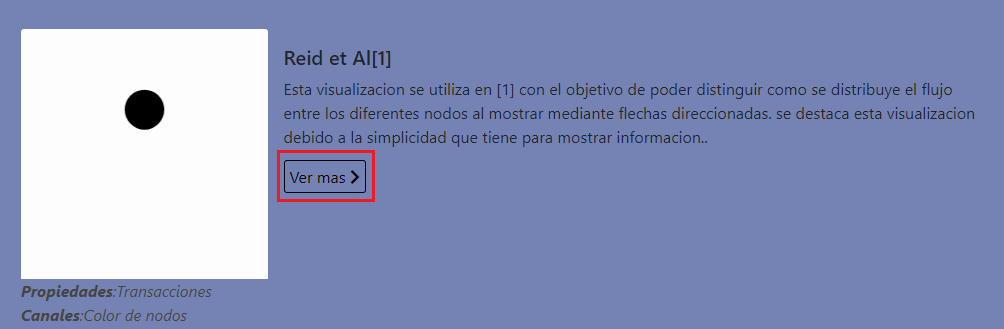 Reid et Al[1]
Esta visualizacion se utiliza en [1] con el objetivo de poder distinguir como se distribuye el flujo
entre los diferentes nodos al mostrar mediante flechas direccionadas. se destaca esta visualizacion
debido a la simplicidad que tiene para mostrar informacion..
Ver mas
Propiedades:Transacciones
Canales:Color de nodos